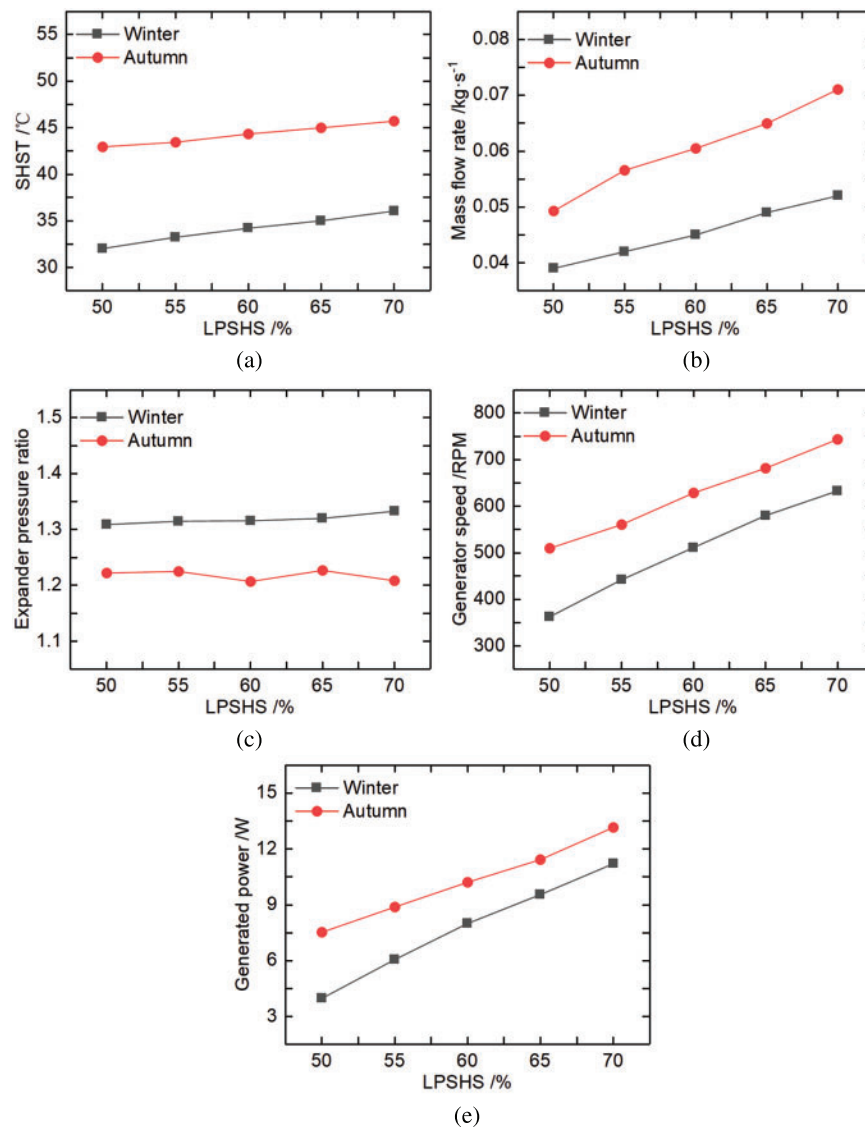 55
50
45
40
35
30
SHST /℃
Winter
Autumn
50 55 60 65 70
LPSHS /%
(a)
0.08
0.07
0.06
0.05
0.04
Mass flow rate /kg·s⁻¹
Winter
Autumn
50 55 60 65 70
LPSHS /%
(b)
1.5
1.4
1.3
1.2
1.1
Expander pressure ratio
Winter
Autumn
50 55 60 65 70
LPSHS /%
(c)
800
700
600
500
400
300
Generator speed /RPM
Winter
Autumn
50 55 60 65 70
LPSHS /%
(d)
15
12
9
6
3
Generated power /W
Winter
Autumn
50 55 60 65 70
LPSHS /%
(e)